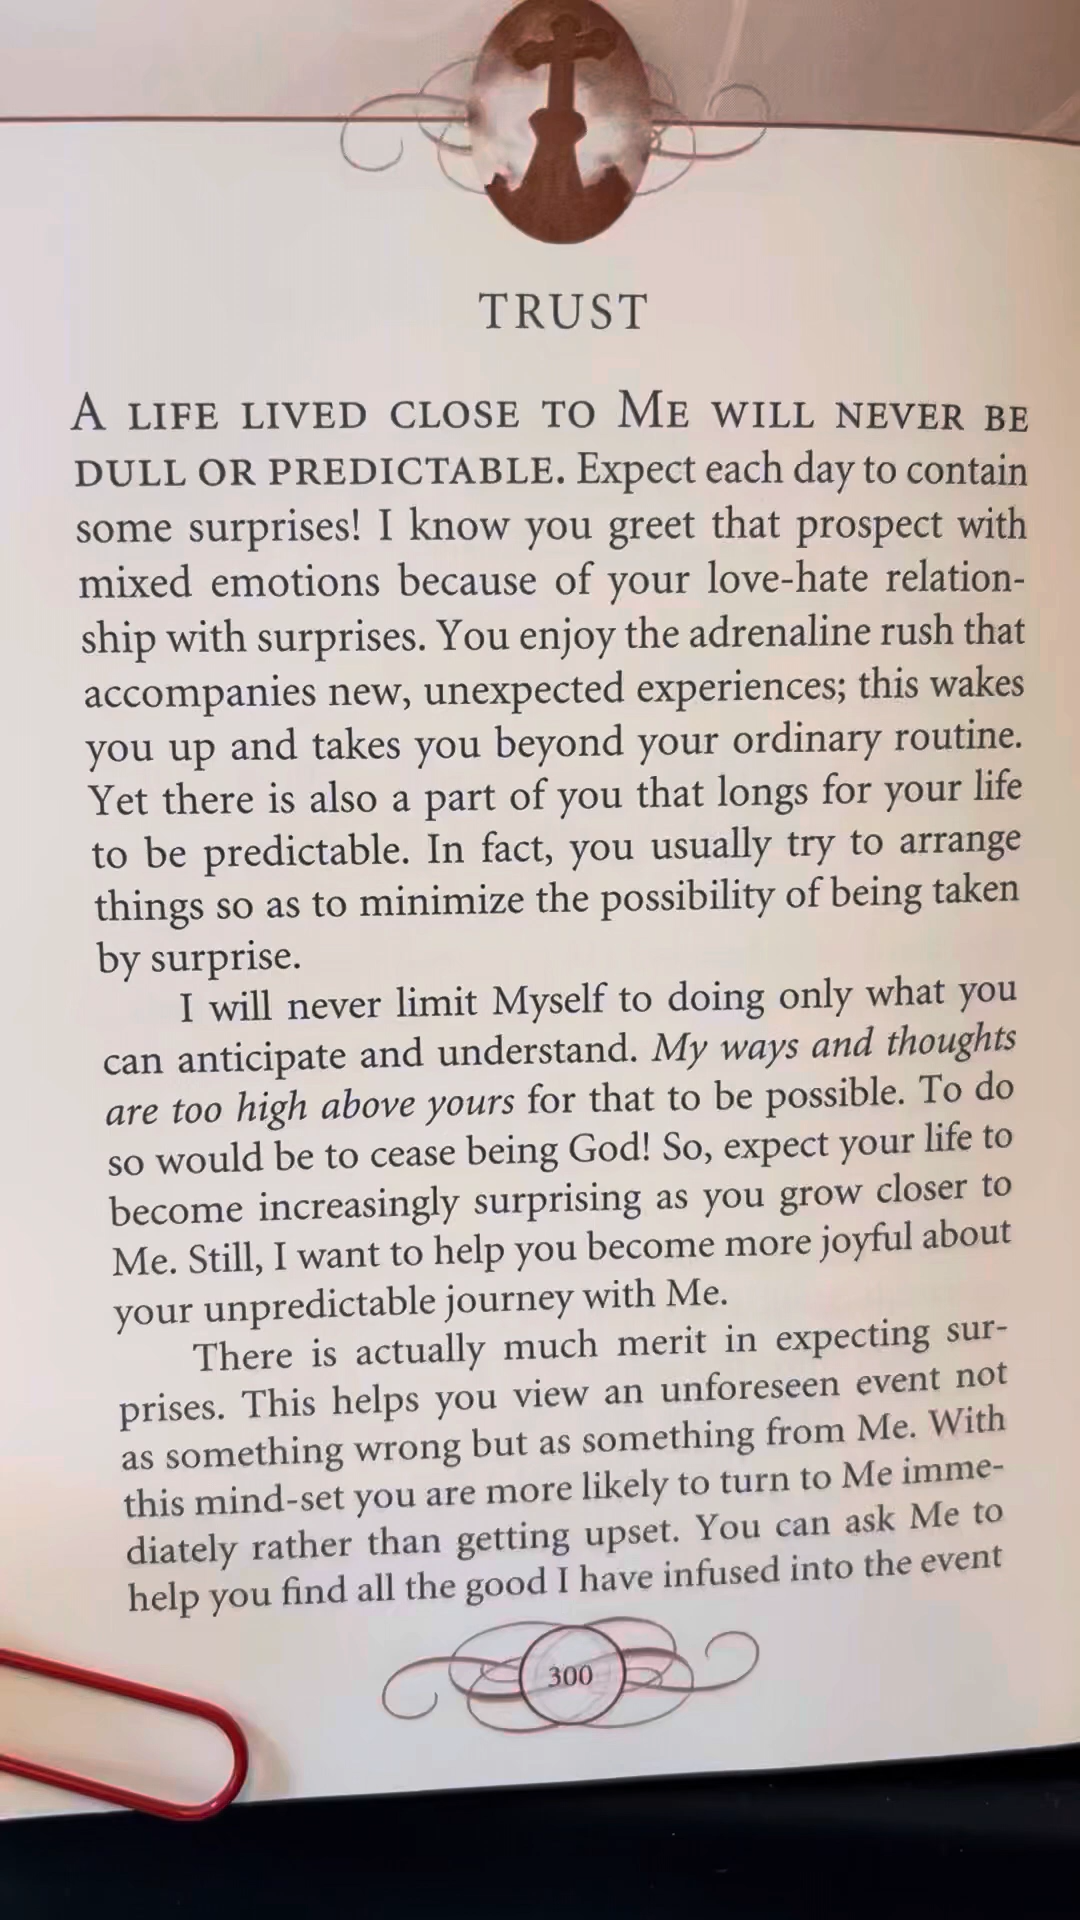 TRUST
A LIFE LIVED CLOSE TO ME WILL NEVER BE
DULL OR PREDICTABLE. Expect each day to contain
some surprises! I know you greet that prospect with
mixed emotions because of your love-hate relation-
ship with surprises. You enjoy the adrenaline rush that
accompanies new, unexpected experiences; this wakes
you up and takes you beyond your ordinary routine.
Yet there is also a part of you that longs for your life
to be predictable. In fact, you usually try to arrange
things so as to minimize the possibility of being taken
by surprise.
I will never limit Myself to doing only what you
can anticipate and understand. My ways and thoughts
are too high above yours for that to be possible. To do
so would be to cease being God! So, expect your life to
become increasingly surprising as you grow closer to
Me. Still, I want to help you become more joyful about
your unpredictable journey with Me.
There is actually much merit in expecting sur-
prises. This helps you view an unforeseen event not
as something wrong but as something from Me. With
this mind-set you are more likely to turn to Me imme-
diately rather than getting upset. You can ask Me to
help you find all the good I have infused into the event
300